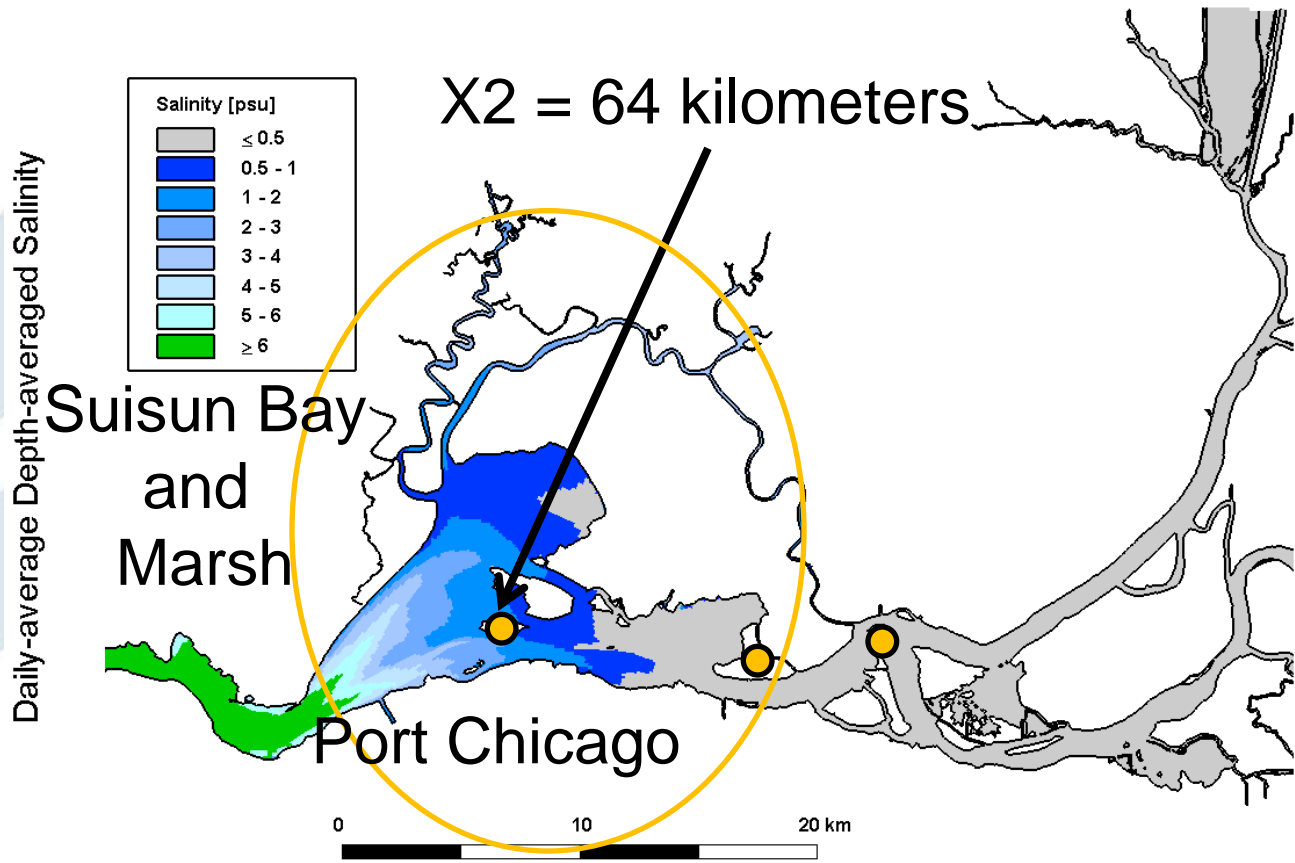 X2 = 64 kilometers
Salinity [psu]
≤ 0.5
0.5 - 1
1 - 2
2 - 3
3 - 4
4 - 5
5 - 6
≥ 6
Daily-average Depth-averaged Salinity
Suisun Bay
and
Marsh
Port Chicago
0 10 20 km